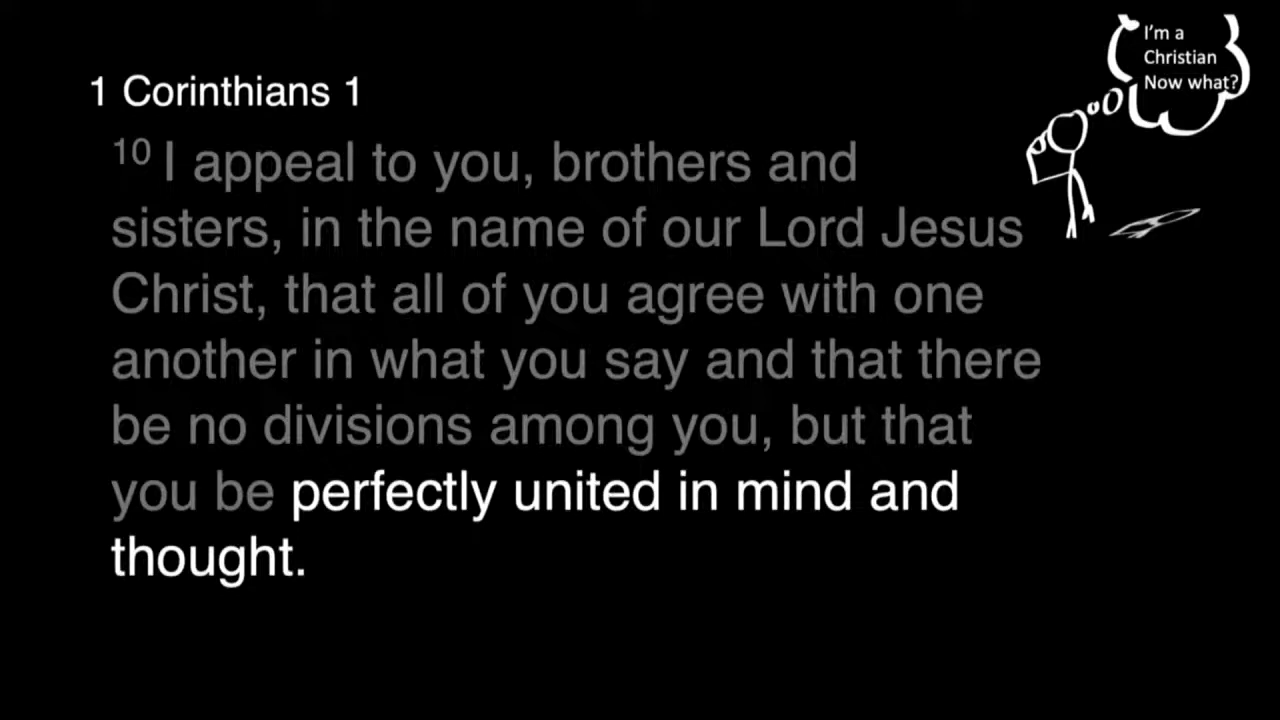 I'm a
Christian
Now what?
1 Corinthians 1
10 I appeal to you, brothers and
sisters, in the name of our Lord Jesus
Christ, that all of you agree with one
another in what you say and that there
be no divisions among you, but that
you be perfectly united in mind and
thought.